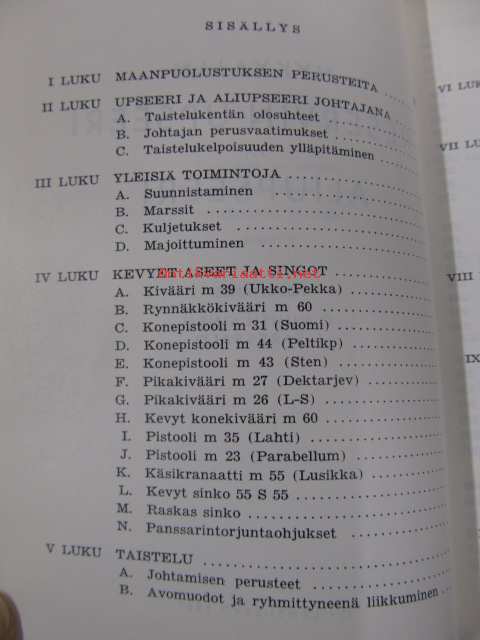 SISÄLLYS
I LUKU MAANPUOLUSTUKSEN PERUSTEITA
II LUKU UPSEERI JA ALIUPSEERI JOHTAJANA
A. Taistelukentän olosuhteet
B. Johtajan perusvaatimukset
C. Taistelukelpoisuuden ylläpitäminen
III LUKU YLEISIÄ TOIMINTOJA
A. Suunnistaminen
B. Marssit
C. Kuljetukset
D. Majoittuminen
IV LUKU KEVYET ASEET JA SINGOT
A. Kivääri m 39 (Ukko-Pekka)
B. Rynnäkkökivääri m 60
C. Konepistooli m 31 (Suomi)
D. Konepistooli m 44 (Peltikp)
E. Konepistooli m 43 (Sten)
F. Pikakivääri m 27 (Dektarjev)
G. Pikakivääri m 26 (L-S)
H. Kevyt konekivääri m 60
I. Pistooli m 35 (Lahti)
J. Pistooli m 23 (Parabellum)
K. Käsikranaatti m 55 (Lusikka)
L. Kevyt sinko 55 S 55
M. Raskas sinko
N. Panssarintorjuntaohjukset
V LUKU TAISTELU
A. Johtamisen perusteet
B. Avomuodot ja ryhmittyneenä liikkuminen
VI LUK
VII LU
VIII
IX